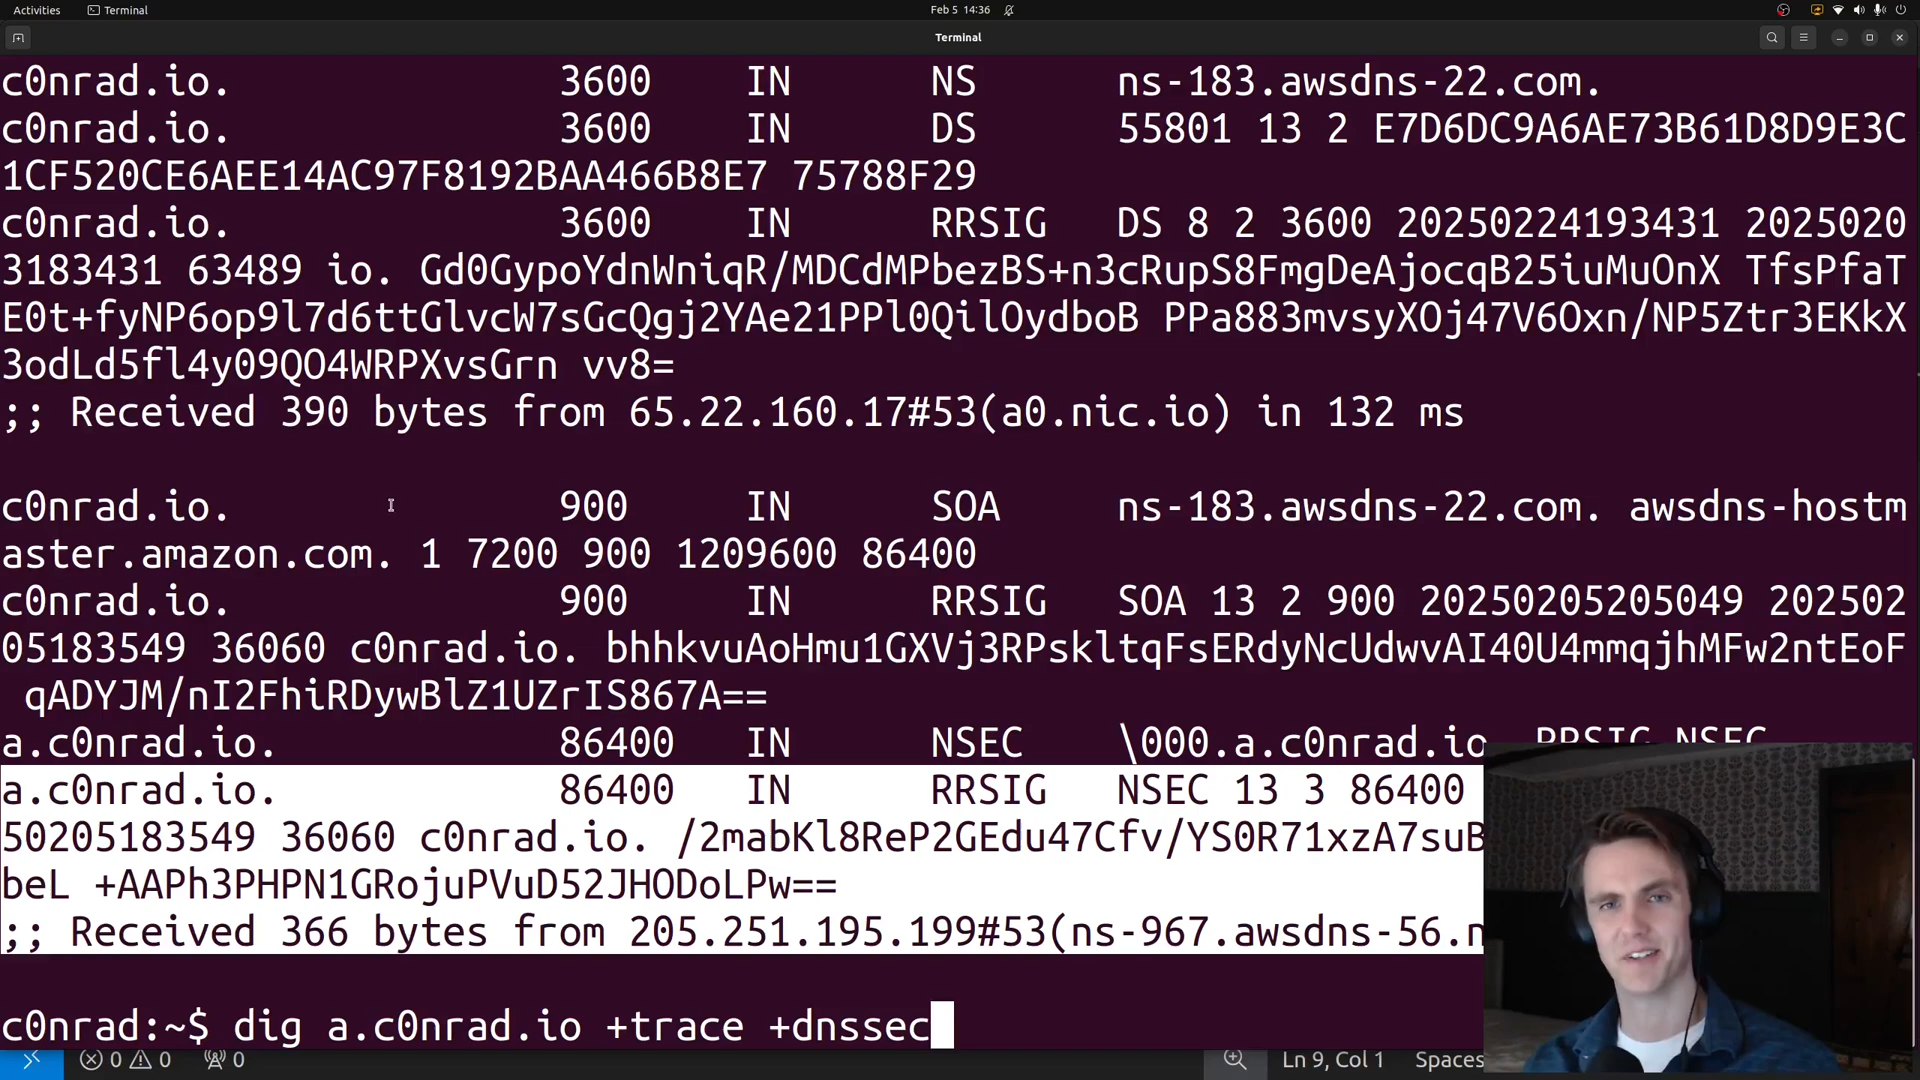 Activities Terminal Feb 5 14:36
Terminal
c0nrad.io. 3600 IN NS ns-183.awsdns-22.com.
c0nrad.io. 3600 IN DS 55801 13 2 E7D6DC9A6AE73B61D8D9E3C
1CF520CE6AEE14AC97F8192BAA466B8E7 75788F29
c0nrad.io. 3600 IN RRSIG DS 8 2 3600 20250224193431 2025020
3183431 63489 io. Gd0GypoYdnWniqR/MDCdMPbezBS+n3cRupS8FmgDeAjocqB25iuMuOnX TfsPfaT
E0t+fyNP6op9l7d6ttGlvcW7sGcQgj2YAe21PPl0QilOydboB PPa883mvsyXOj47V6Oxn/NP5Ztr3EKkX
3odLd5fl4y09QO4WRPXvsGrn vv8=
;; Received 390 bytes from 65.22.160.17#53(a0.nic.io) in 132 ms
c0nrad.io. 900 IN SOA ns-183.awsdns-22.com. awsdns-hostm
aster.amazon.com. 1 7200 900 1209600 86400
c0nrad.io. 900 IN RRSIG SOA 13 2 900 20250205205049 202502
05183549 36060 c0nrad.io. bhhkvuAoHmu1GXVj3RPskltqFsERdyNcUdwvAI40U4mmqjhMFw2ntEoF
qADYJM/nI2FhiRDywBlZ1UZrIS867A==
a.c0nrad.io. 86400 IN NSEC \000.a.c0nrad.io. RRSIG NSEC
a.c0nrad.io. 86400 IN RRSIG NSEC 13 3 86400
50205183549 36060 c0nrad.io. /2mabKl8ReP2GEdu47Cfv/YS0R71xzA7suB
beL +AAPh3PHPN1GRojuPVuD52JHODoLPw==
;; Received 366 bytes from 205.251.195.199#53(ns-967.awsdns-56.n
c0nrad:~$ dig a.c0nrad.io +trace +dnssec
0 0 0 Ln 9, Col 1 Spaces